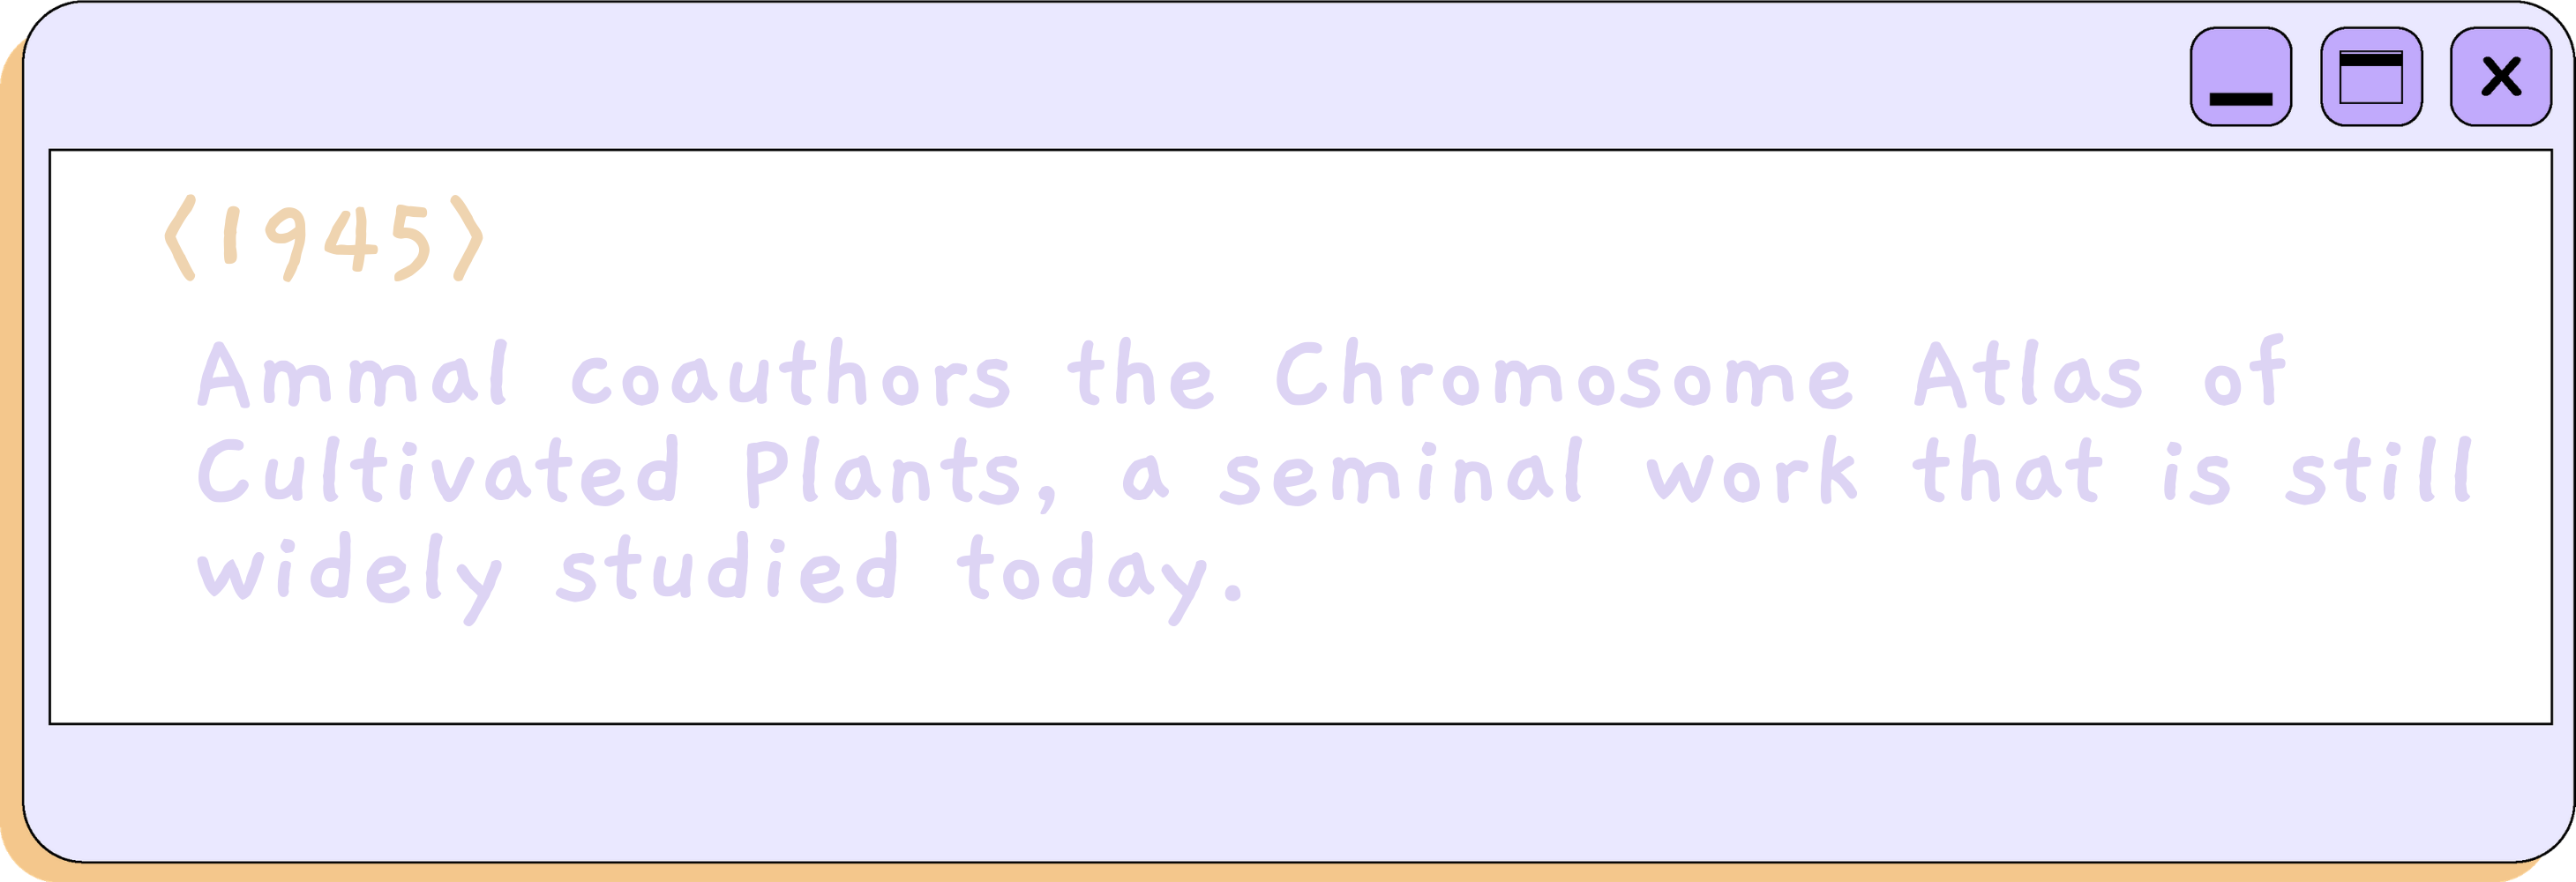 <1945>
Ammal coauthors the Chromosome Atlas of
Cultivated Plants, a seminal work that is still
widely studied today.